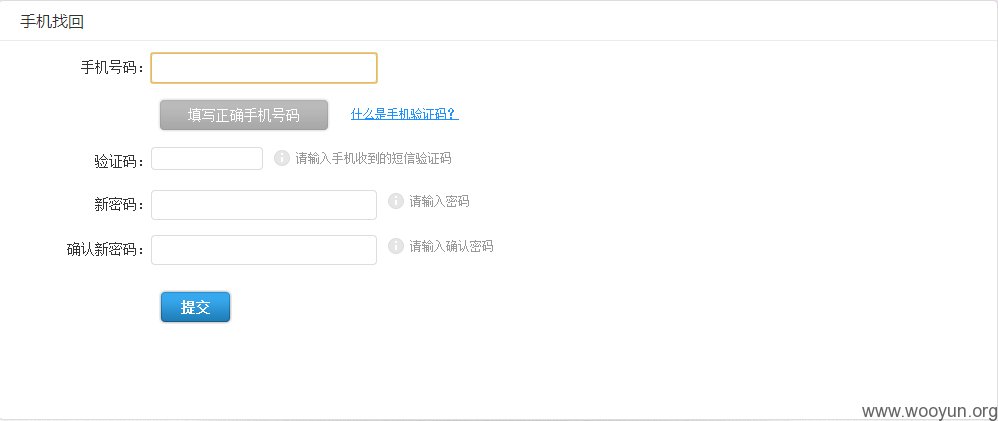 手机找回
手机号码：
填写正确手机号码 什么是手机验证码？
验证码： 请输入手机收到的短信验证码
新密码： 请输入密码
确认新密码： 请输入确认密码
提交
www.wooyun.org